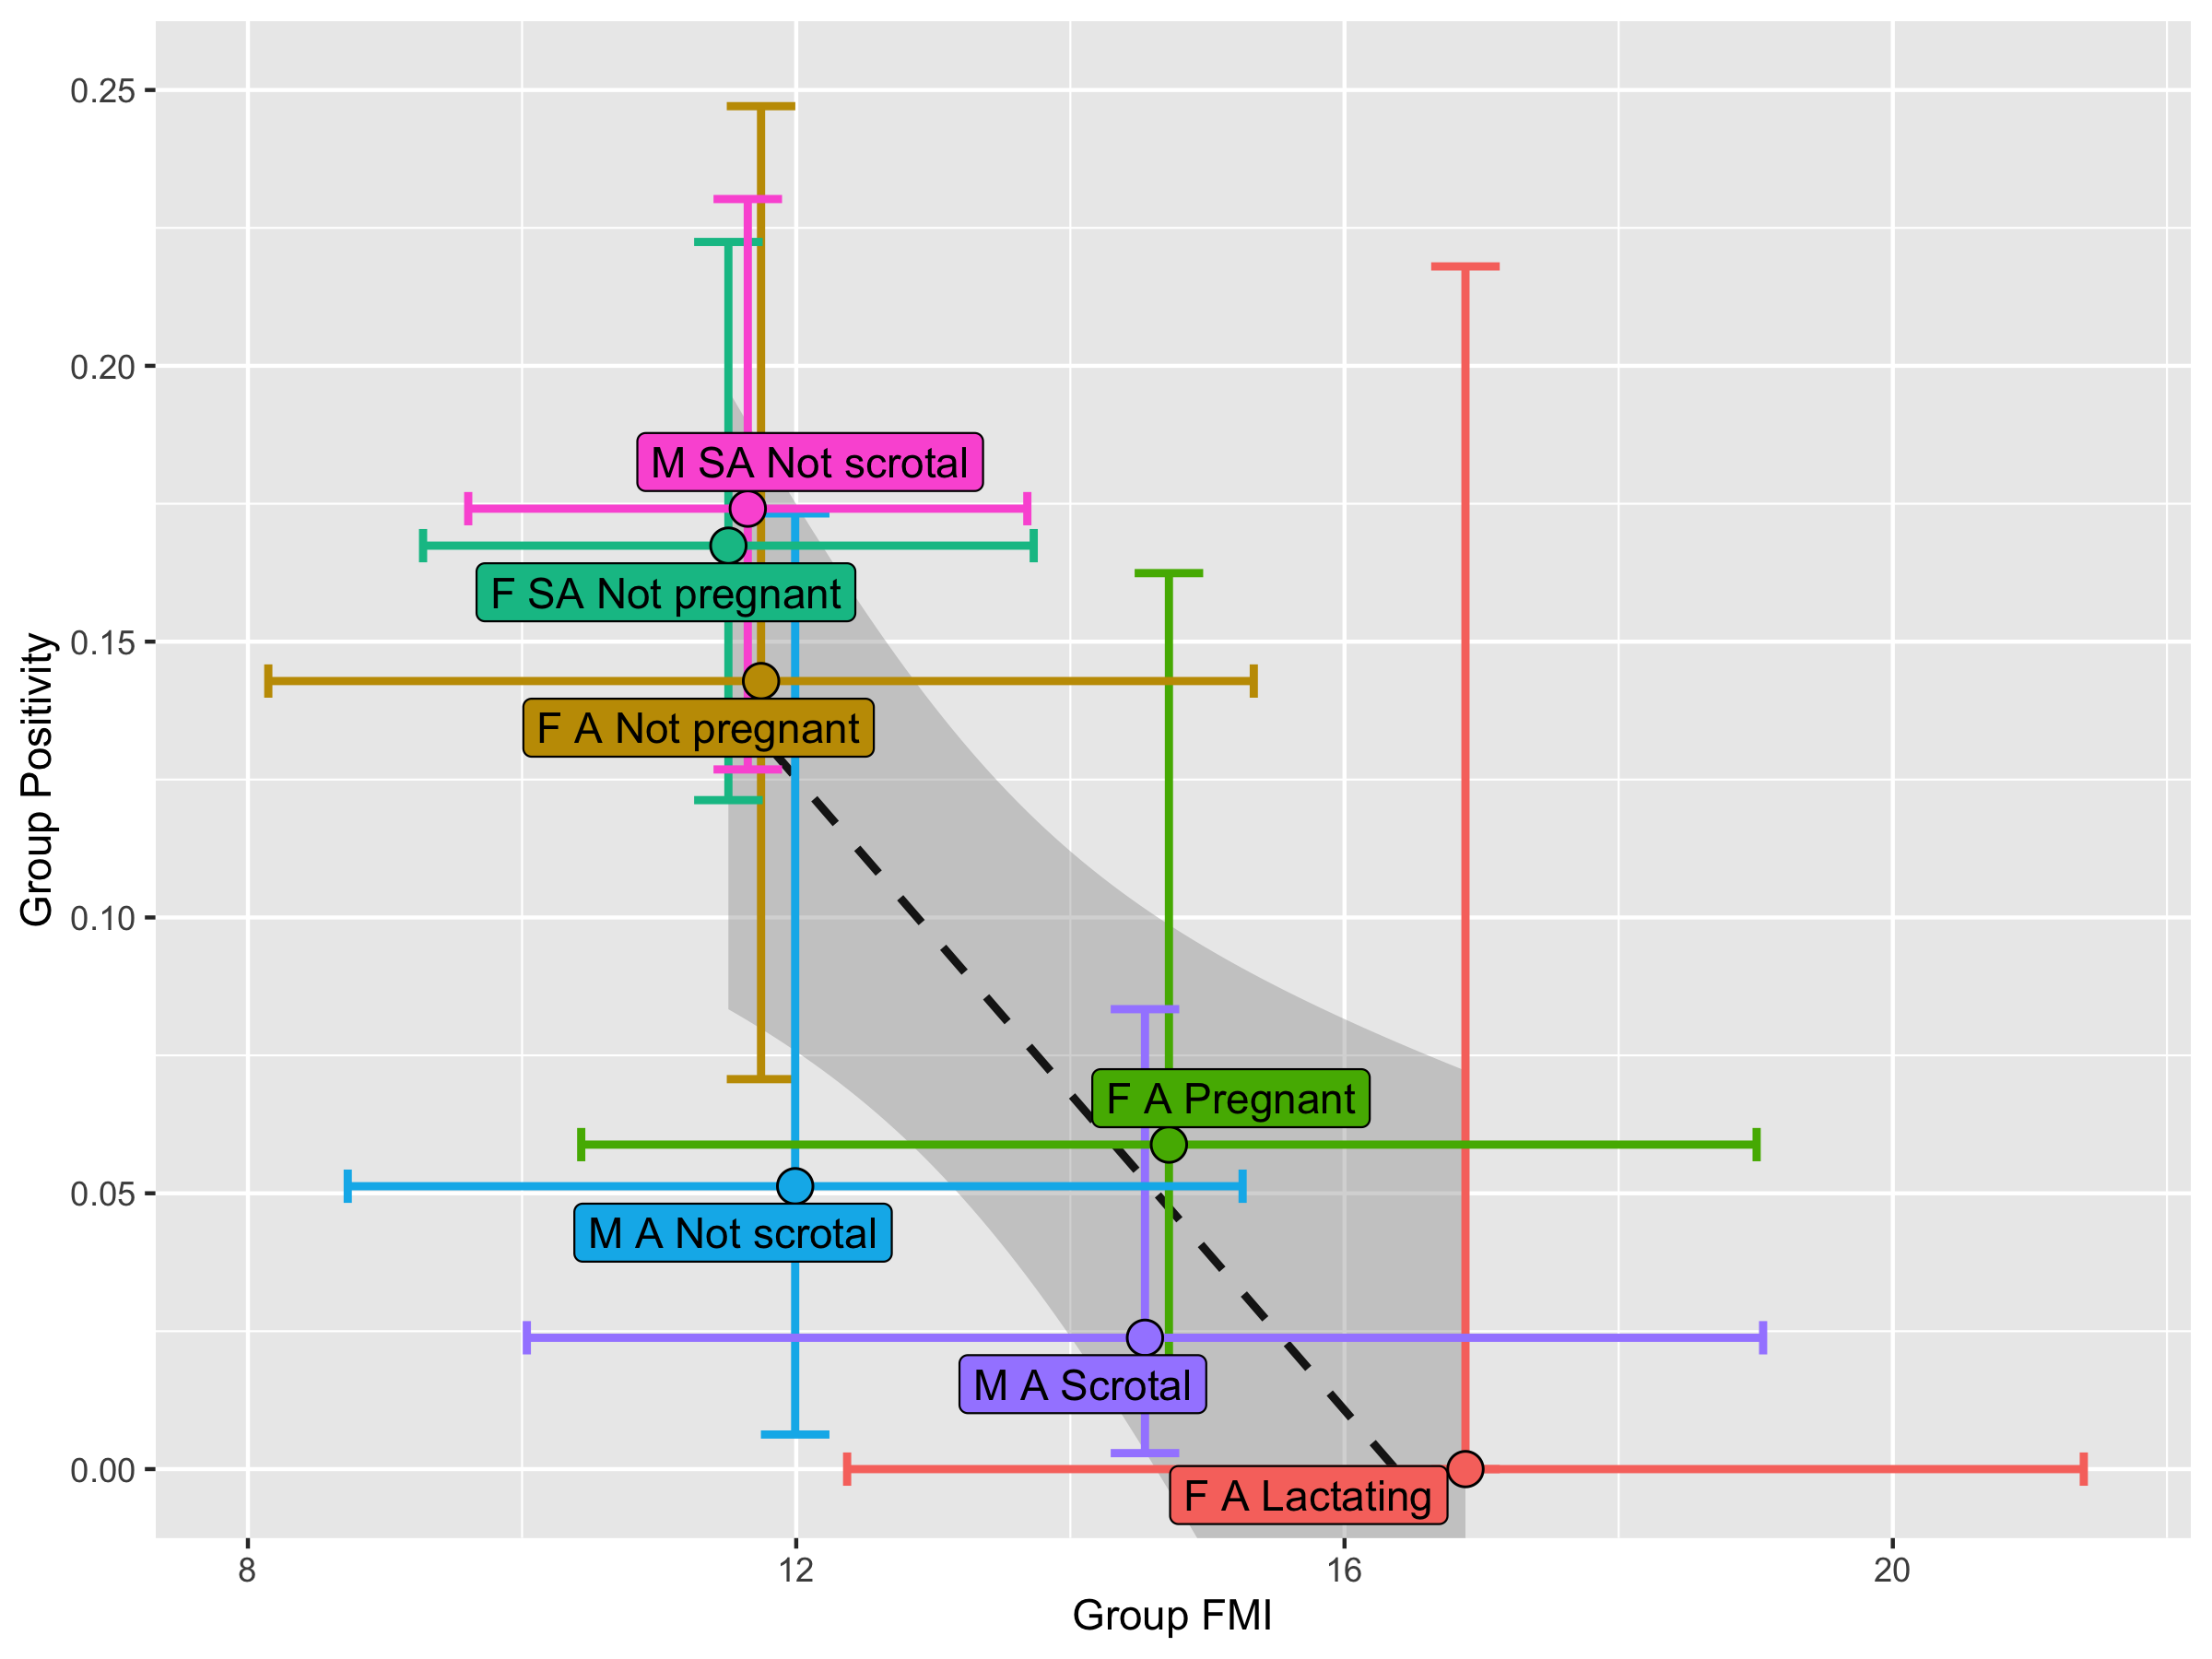 0.25
0.20
0.15
0.10
0.05
0.00
Group Positivity
M SA Not scrotal
F SA Not pregnant
F A Not pregnant
F A Pregnant
M A Not scrotal
M A Scrotal
F A Lactating
8 12 16 20
Group FMI